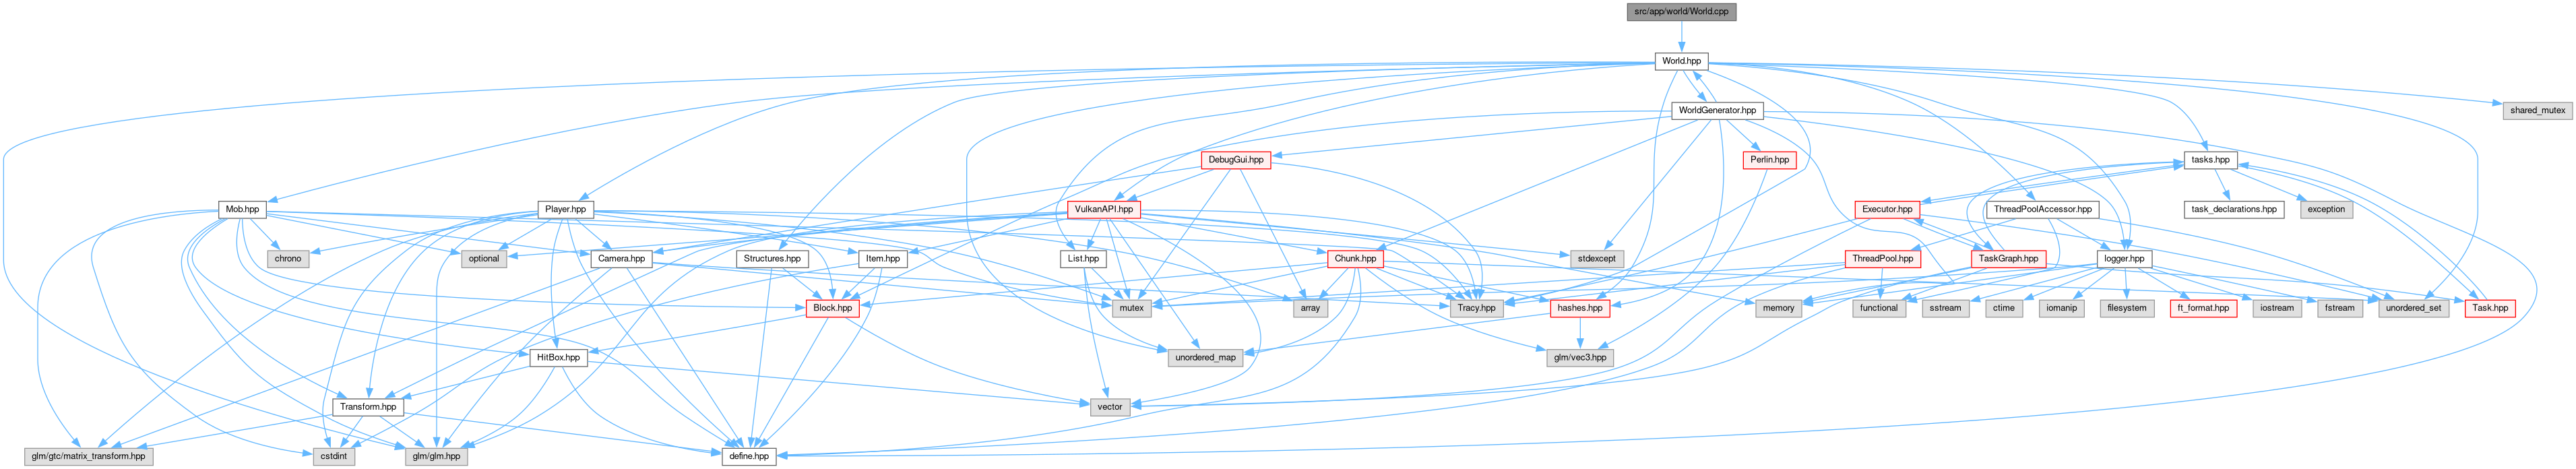 src/app/world/World.cpp
World.hpp
WorldGenerator.hpp
shared_mutex
DebugGui.hpp
Perlin.hpp
tasks.hpp
Mob.hpp
Player.hpp
VulkanAPI.hpp
Executor.hpp
ThreadPoolAccessor.hpp
task_declarations.hpp
exception
chrono
optional
Camera.hpp
Structures.hpp
Item.hpp
List.hpp
stdexcept
Chunk.hpp
ThreadPool.hpp
TaskGraph.hpp
logger.hpp
Block.hpp
mutex
array
Tracy.hpp
hashes.hpp
memory
functional
sstream
ctime
iomanip
filesystem
ft_format.hpp
iostream
fstream
unordered_set
Task.hpp
HitBox.hpp
unordered_map
glm/vec3.hpp
Transform.hpp
vector
glm/gtc/matrix_transform.hpp
cstdint
glm/glm.hpp
define.hpp